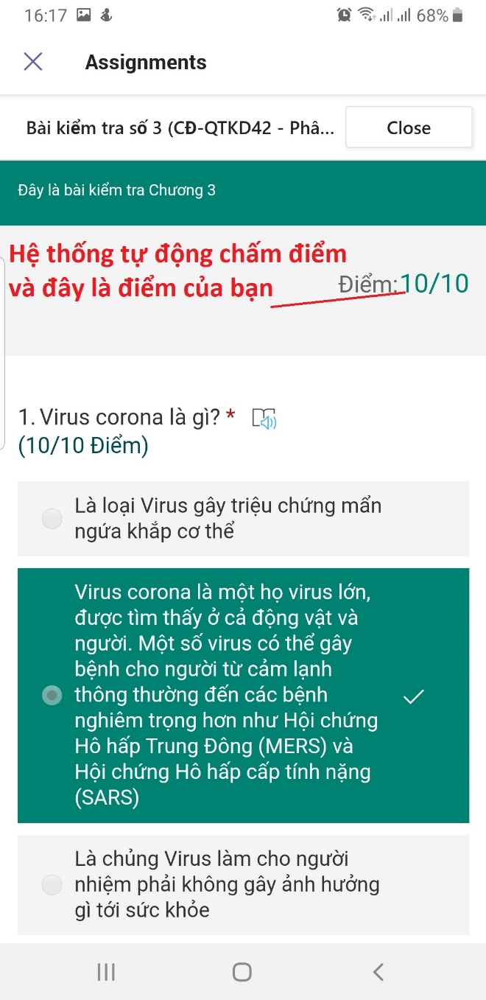 16:17 68%
Assignments
Bài kiểm tra số 3 (CĐ-QTKD42 - Phâ... Close
Đây là bài kiểm tra Chương 3
Hệ thống tự động chấm điểm
và đây là điểm của bạn
Điểm:10/10
1. Virus corona là gì? *
(10/10 Điểm)
Là loại Virus gây triệu chứng mẩn
ngứa khắp cơ thể
Virus corona là một họ virus lớn,
được tìm thấy ở cả động vật và
người. Một số virus có thể gây
bệnh cho người từ cảm lạnh
thông thường đến các bệnh
nghiêm trọng hơn như Hội chứng
Hô hấp Trung Đông (MERS) và
Hội chứng Hô hấp cấp tính nặng
(SARS)
Là chủng Virus làm cho người
nhiệm phải không gây ảnh hưởng
gì tới sức khỏe